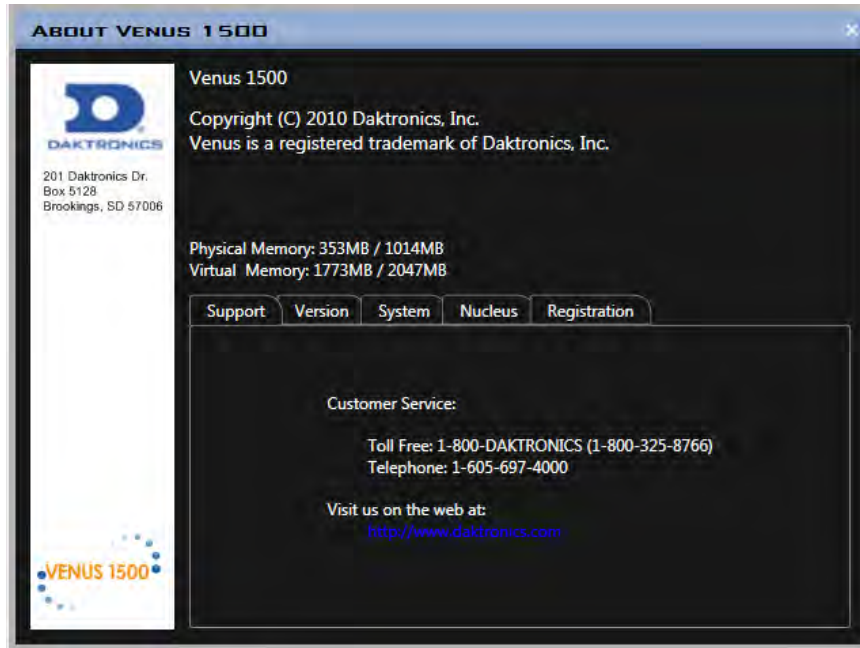 ABOUT VENUS 1500
DAKTRONICS
201 Daktronics Dr.
Box 5128
Brookings, SD 57006
Venus 1500
Copyright (C) 2010 Daktronics, Inc.
Venus is a registered trademark of Daktronics, Inc.
Physical Memory: 353MB / 1014MB
Virtual Memory: 1773MB / 2047MB
Support Version System Nucleus Registration
Customer Service:
Toll Free: 1-800-DAKTRONICS (1-800-325-8766)
Telephone: 1-605-697-4000
Visit us on the web at:
http://www.daktronics.com
VENUS 1500